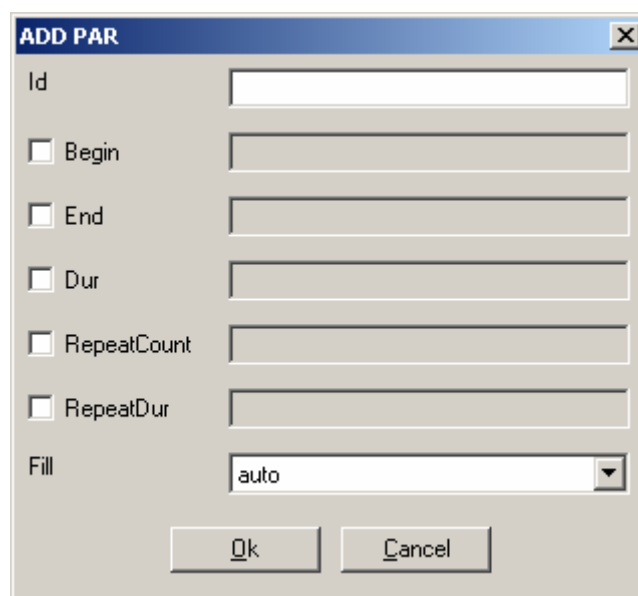 ADD PAR
Id
Begin
End
Dur
RepeatCount
RepeatDur
Fill auto
Ok Cancel